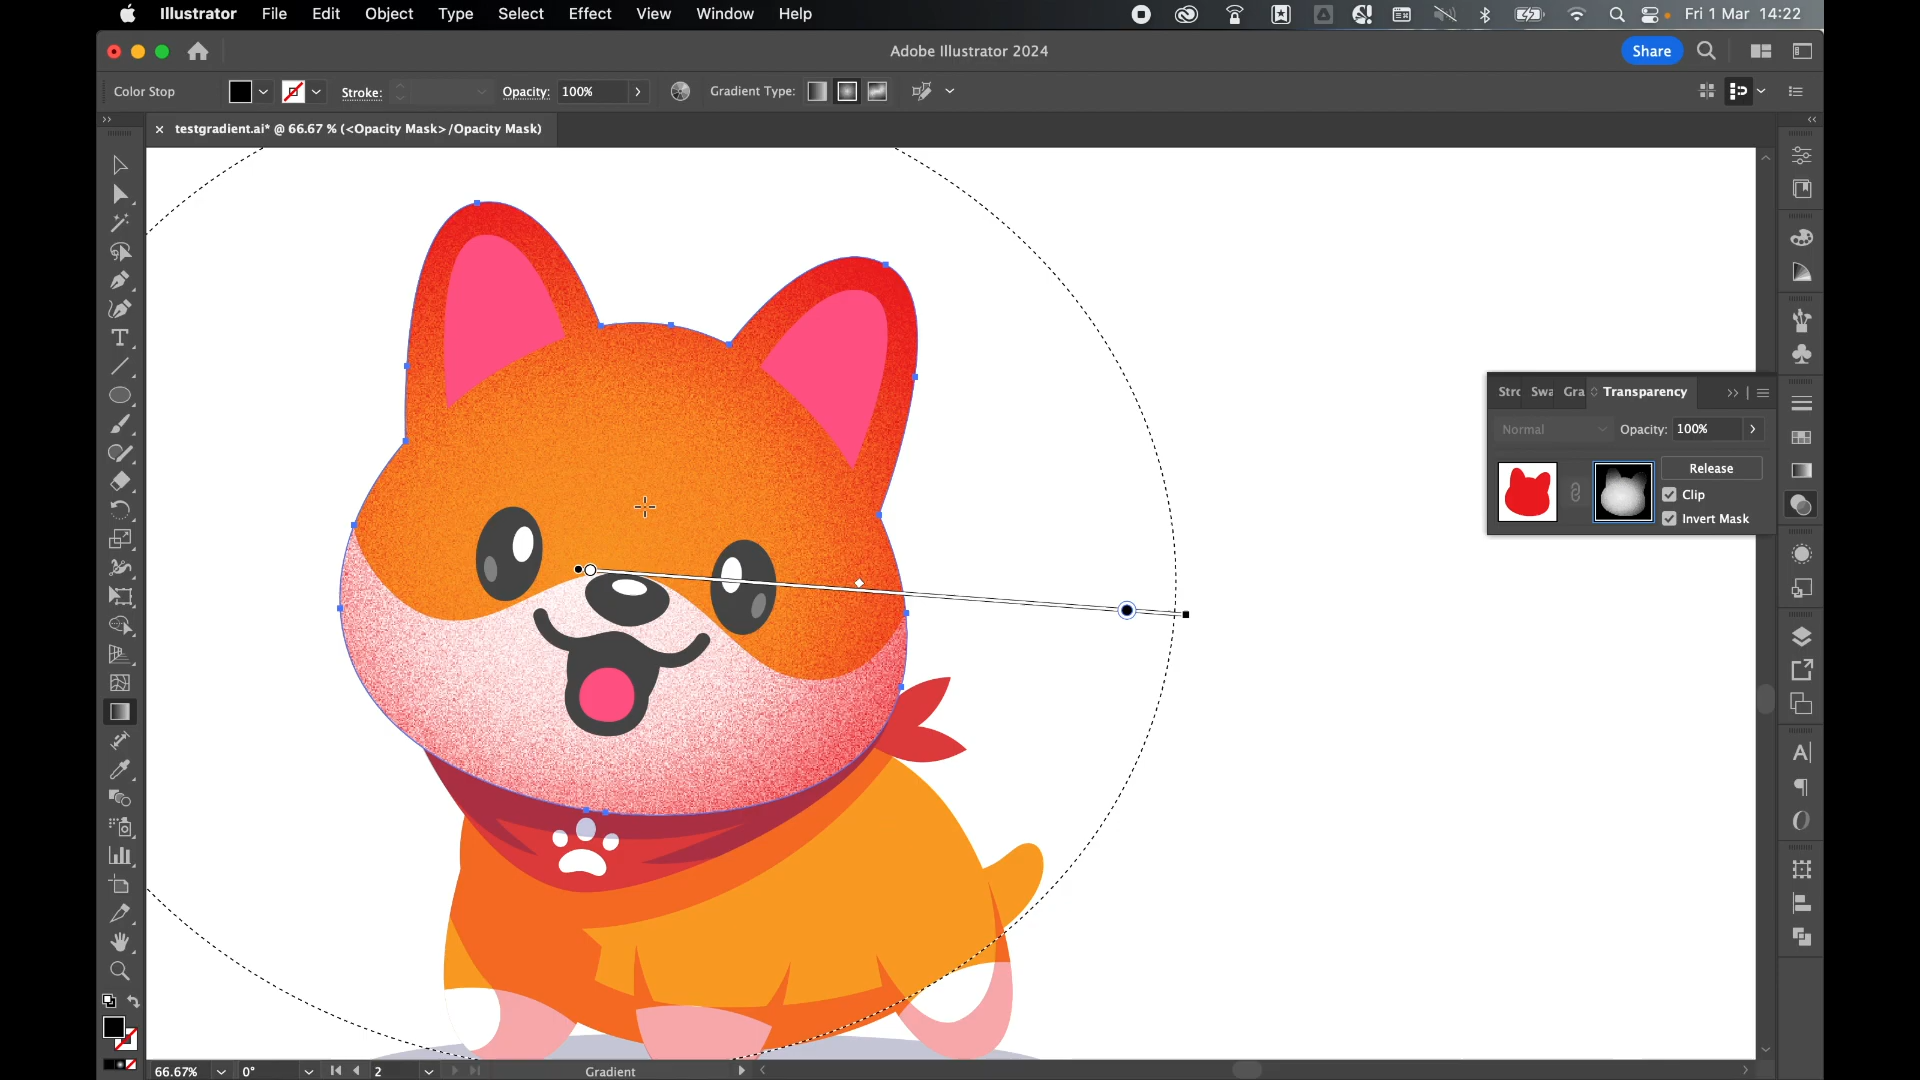 Illustrator File Edit Object Type Select Effect View Window Help Fri 1 Mar 14:22
Adobe Illustrator 2024 Share
Color Stop Stroke: Opacity: 100% Gradient Type:
testgradient.ai* @ 66.67 % (<Opacity Mask>/Opacity Mask)
Stro Swa Gra Transparency
Normal Opacity: 100%
Release
Clip
Invert Mask
66.67% 0° 2 Gradient